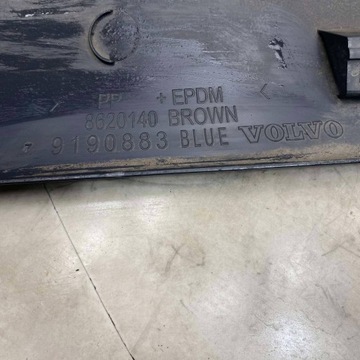 PP + EPDM
8620140 BROWN
9190883 BLUE VOLVO